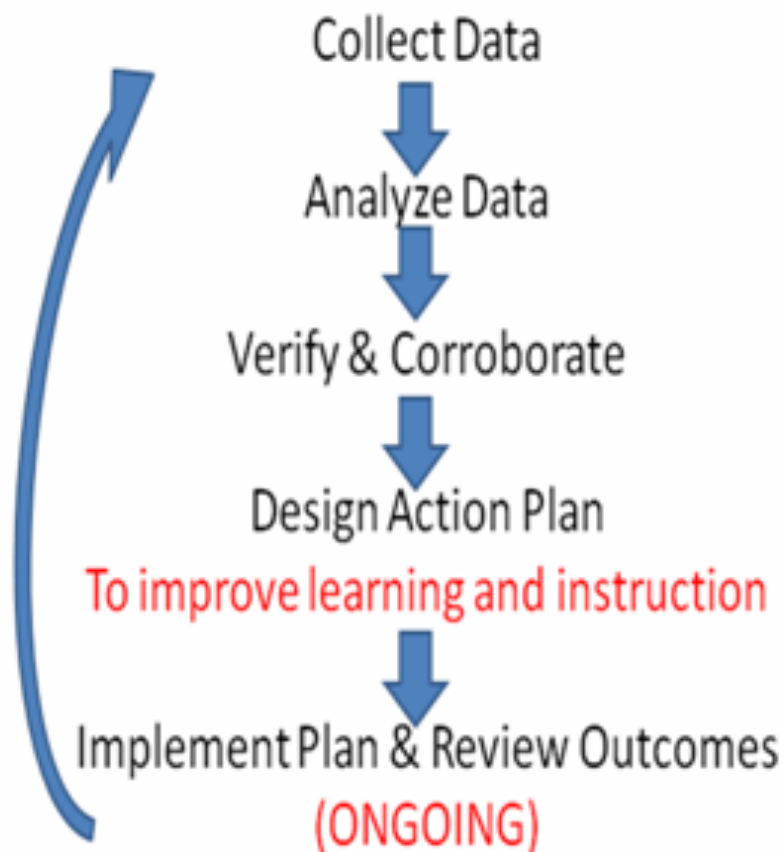 Collect Data
Analyze Data
Verify & Corroborate
Design Action Plan
To improve learning and instruction
Implement Plan & Review Outcomes
(ONGOING)